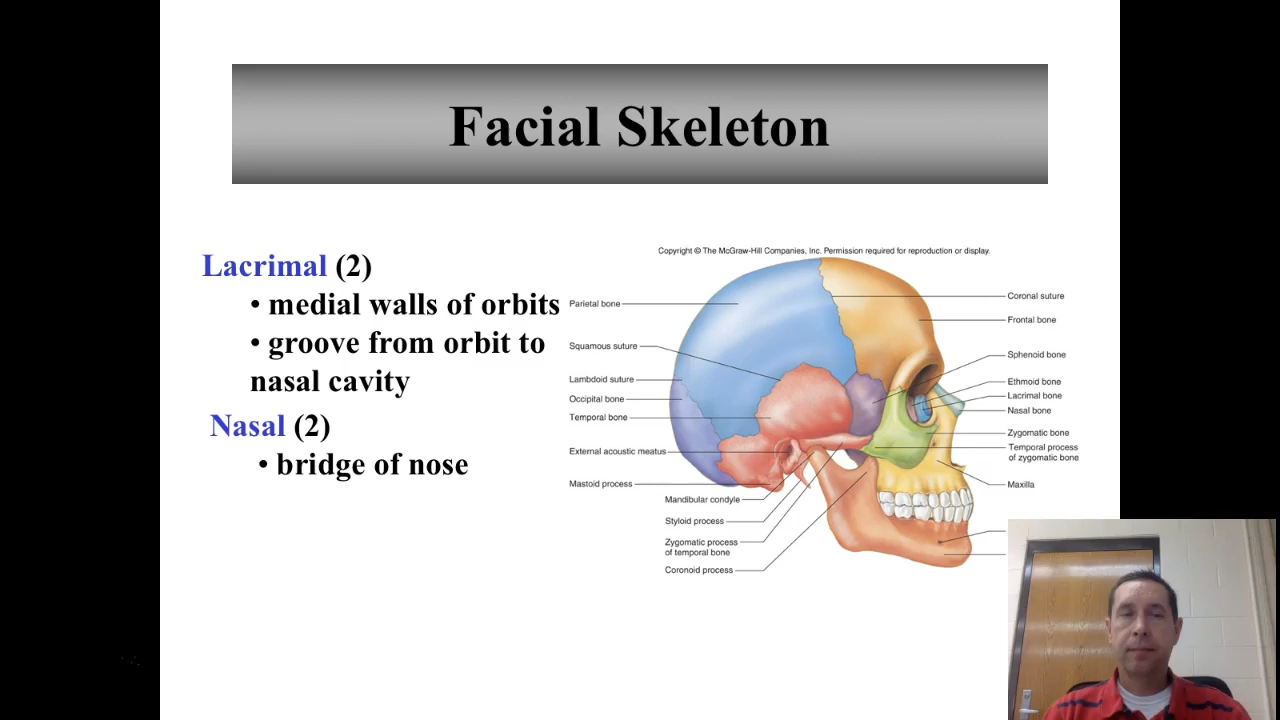 Facial Skeleton
Lacrimal (2)
• medial walls of orbits
• groove from orbit to
nasal cavity
Nasal (2)
• bridge of nose
Copyright © The McGraw-Hill Companies, Inc. Permission required for reproduction or display.
Parietal bone
Squamous suture
Lambdoid suture
Occipital bone
Temporal bone
External acoustic meatus
Mastoid process
Mandibular condyle
Styloid process
Zygomatic process
of temporal bone
Coronoid process
Coronal suture
Frontal bone
Sphenoid bone
Ethmoid bone
Lacrimal bone
Nasal bone
Zygomatic bone
Temporal process
of zygomatic bone
Maxilla